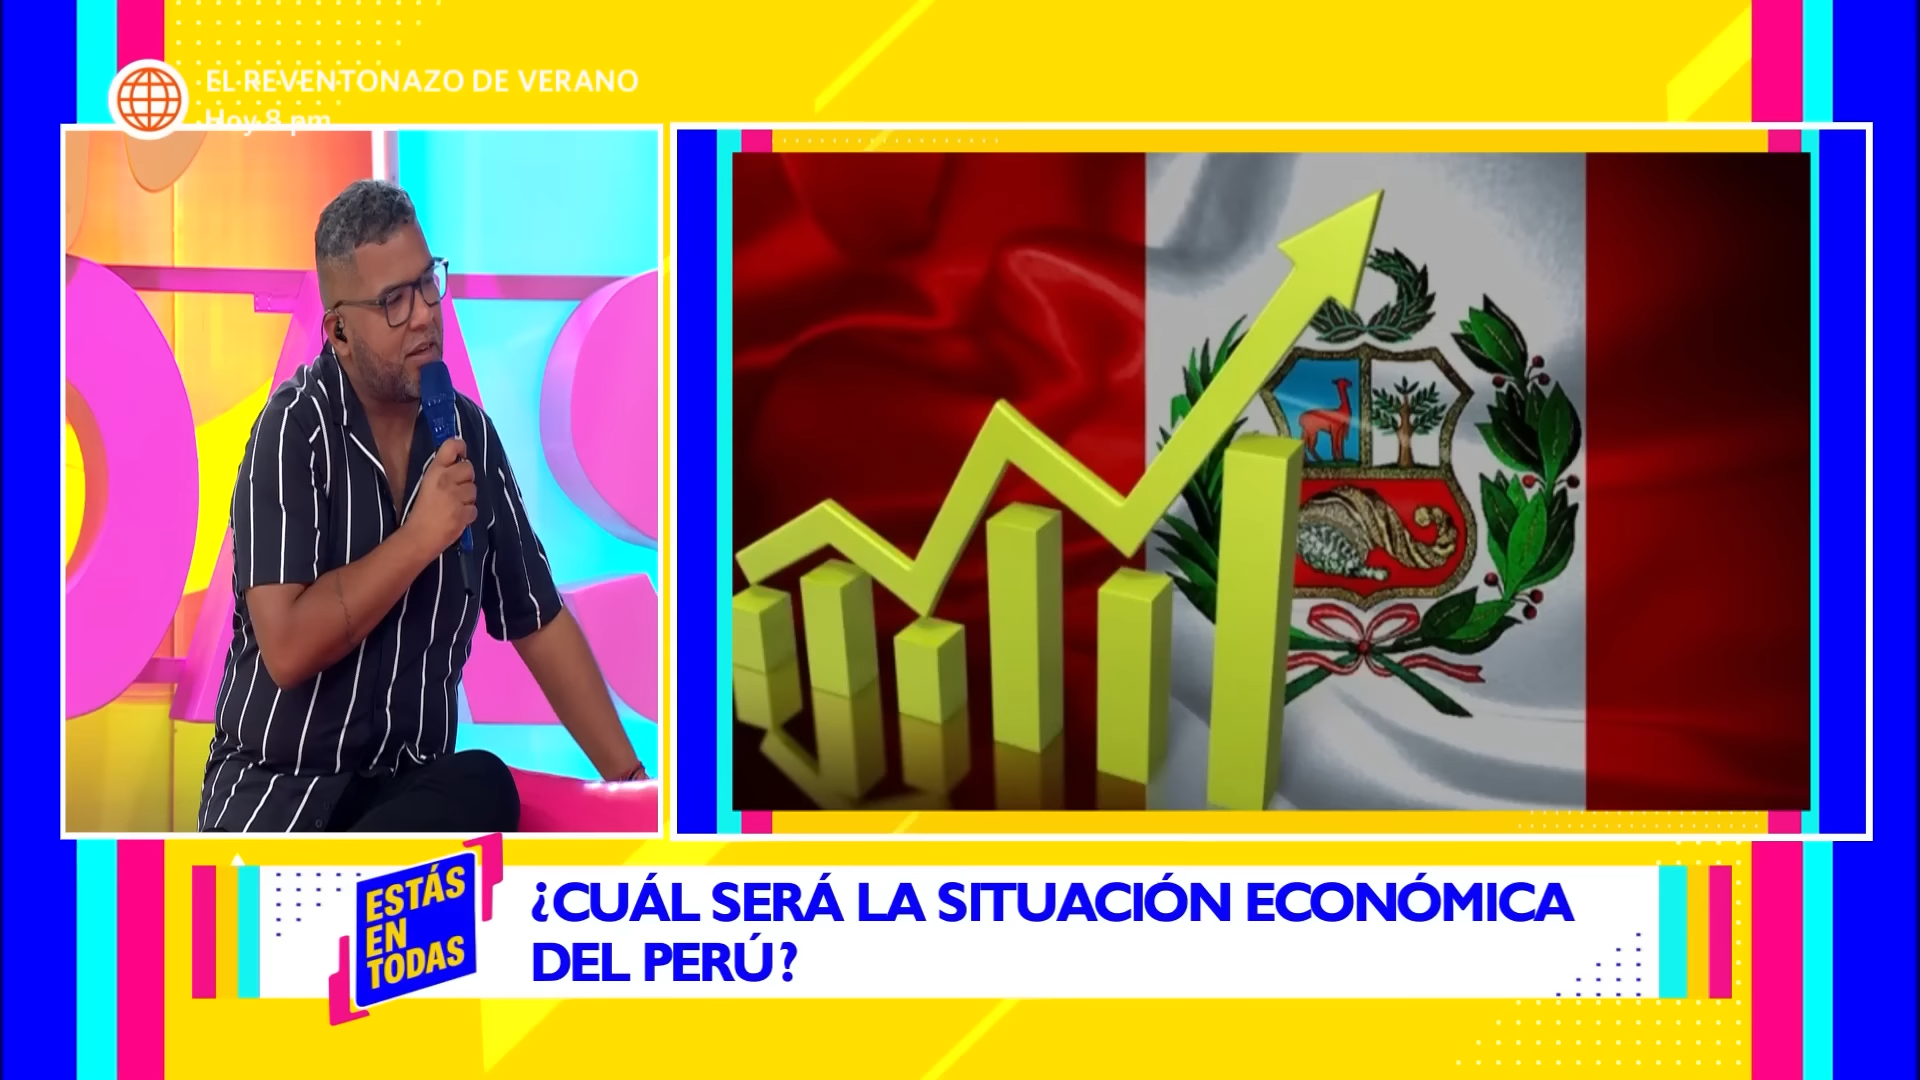 EL REVENTONAZO DE VERANO
Hoy 8 pm
ESTÁS
EN
TODAS
¿CUÁL SERÁ LA SITUACIÓN ECONÓMICA
DEL PERÚ?